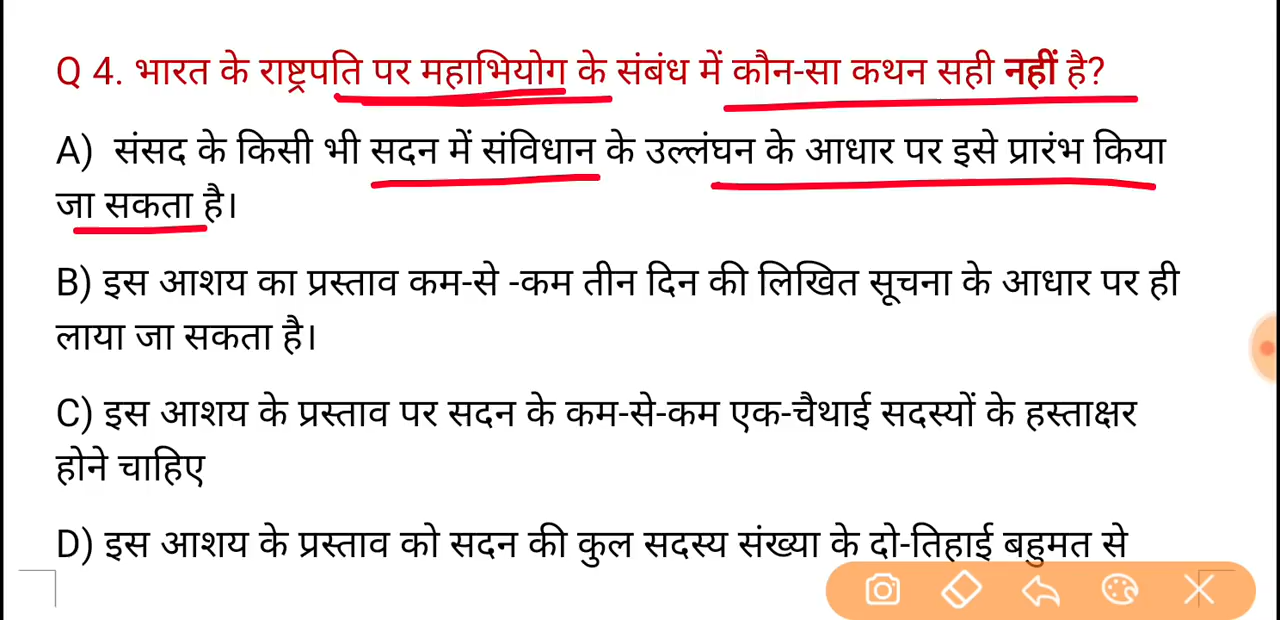 Q 4. भारत के राष्ट्रपति पर महाभियोग के संबंध में कौन-सा कथन सही नहीं है?
A) संसद के किसी भी सदन में संविधान के उल्लंघन के आधार पर इसे प्रारंभ किया
जा सकता है।
B) इस आशय का प्रस्ताव कम-से -कम तीन दिन की लिखित सूचना के आधार पर ही
लाया जा सकता है।
C) इस आशय के प्रस्ताव पर सदन के कम-से-कम एक-चैथाई सदस्यों के हस्ताक्षर
होने चाहिए
D) इस आशय के प्रस्ताव को सदन की कुल सदस्य संख्या के दो-तिहाई बहुमत से